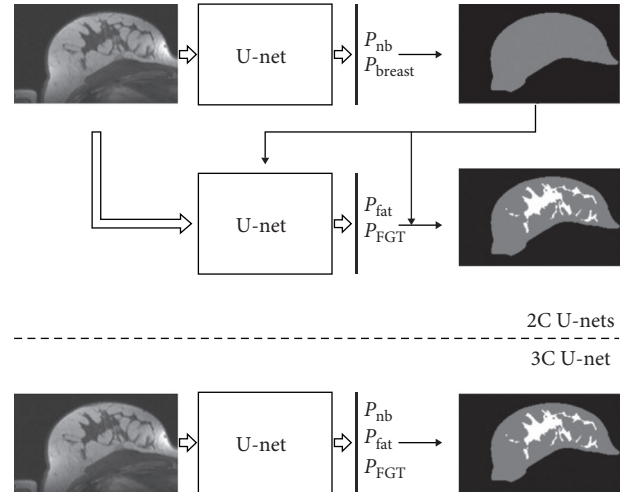 U-net
P_nb
P_breast
U-net
P_fat
P_FGT
2C U-nets
3C U-net
U-net
P_nb
P_fat
P_FGT